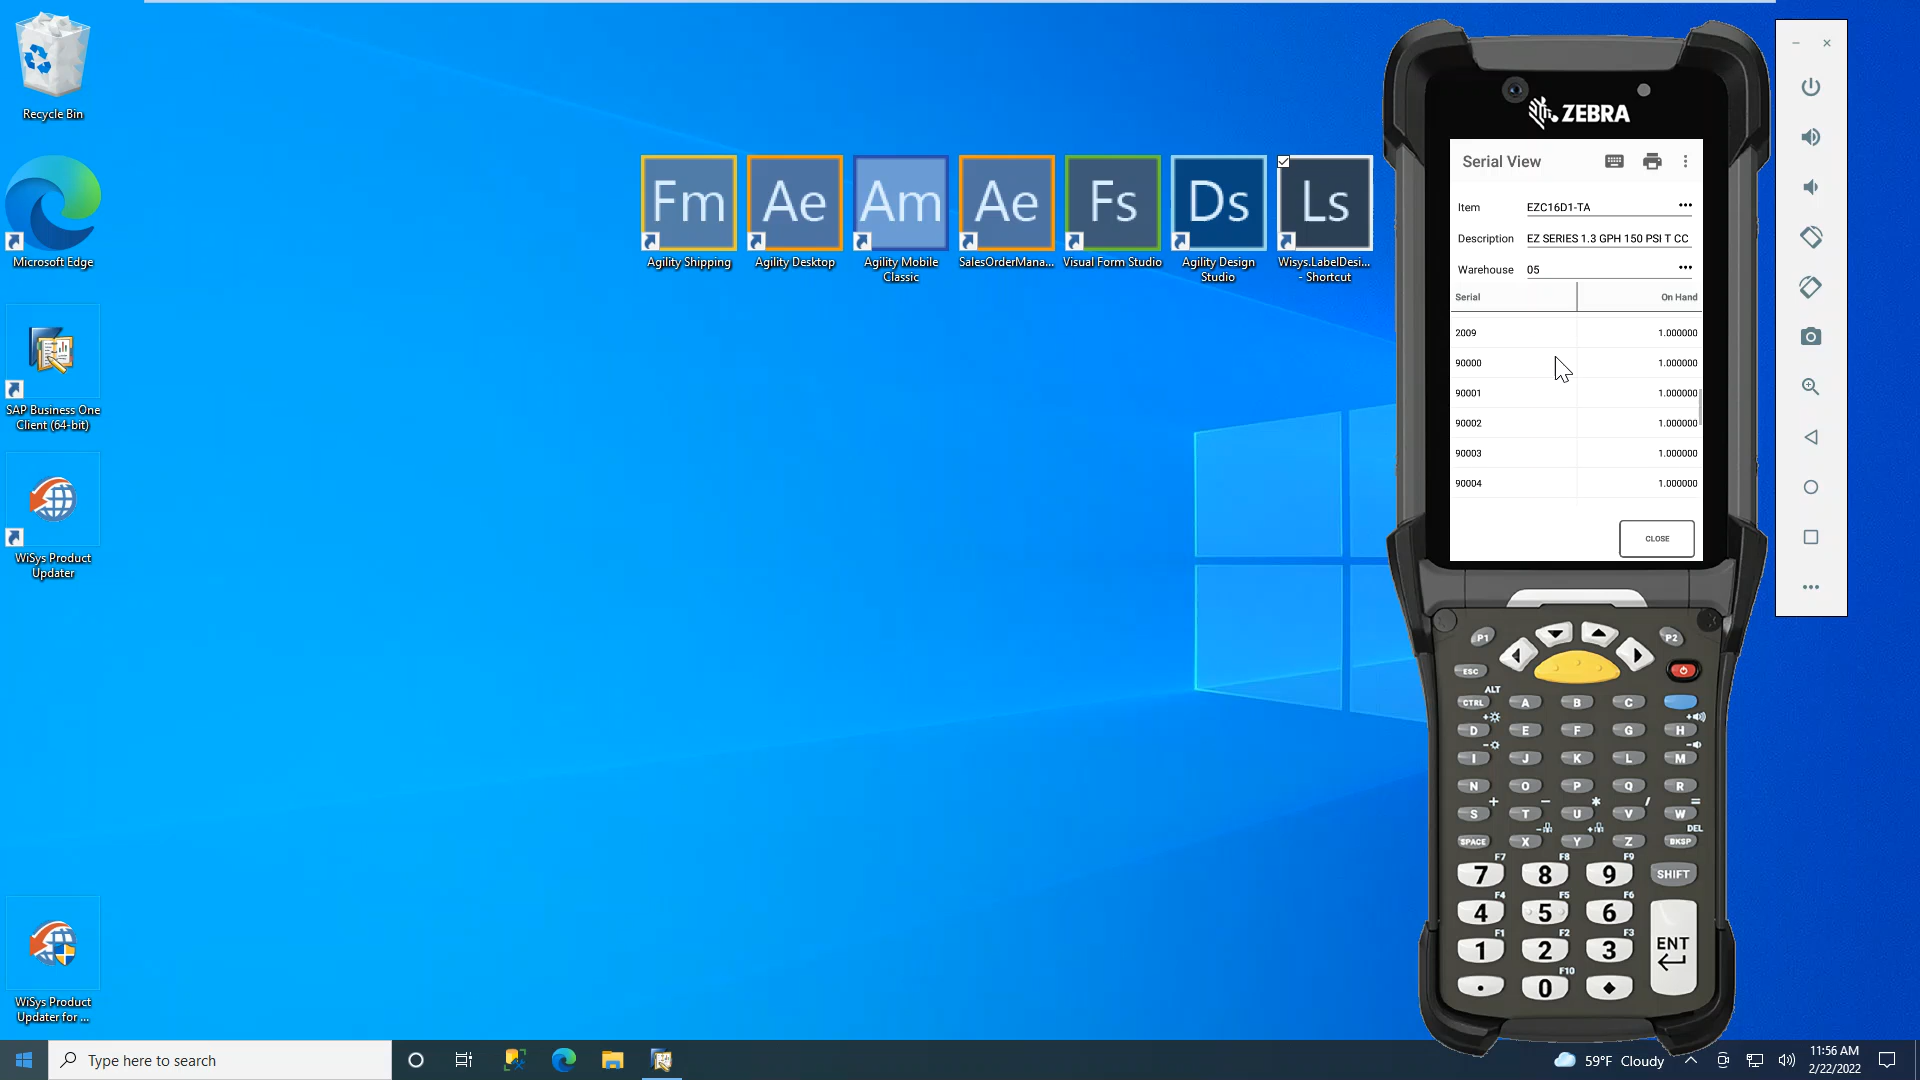 Recycle Bin
Microsoft Edge
SAP Business One
Client (64-bit)
WiSys Product
Updater
WiSys Product
Updater for ...
Fm
Agility Shipping
Ae
Agility Desktop
Am
Agility Mobile
Classic
Ae
SalesOrderMana...
Fs
Visual Form Studio
Ds
Agility Design
Studio
Ls
Wisys.LabelDesi...
- Shortcut
ZEBRA
Serial View
Item EZC16D1-TA
Description EZ SERIES 1.3 GPH 150 PSI T CC
Warehouse 05
Serial On Hand
2009 1.000000
90000 1.000000
90001 1.000000
90002 1.000000
90003 1.000000
90004 1.000000
CLOSE
P1 P2
ESC
ALT
CTRL A B C
D E F G H
I J K L M
N O P Q R
+ - * / =
S T U V W
DEL
SPACE X Y Z BKSP
F7 F8 F9
7 8 9 SHIFT
F4 F5 F6
4 5 6
F1 F2 F3
1 2 3 ENT
F10
. 0
Type here to search
59°F Cloudy
11:56 AM
2/22/2022